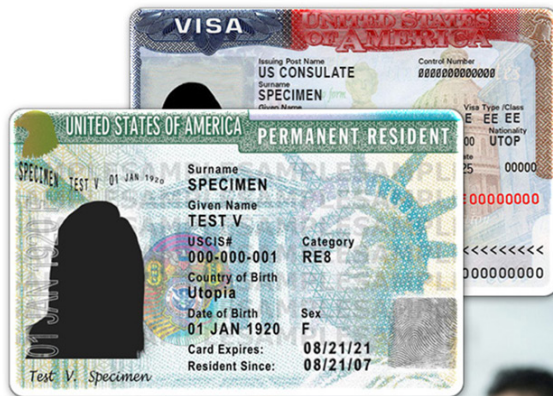 VISA
UNITED STATES
OF AMERICA
Issuing Post Name
US CONSULATE
Control Number
0000000000000
Surname
SPECIMEN
Given Name
Visa Type /Class
E EE EE
Nationality
UTOP
25
00000
E00000000
<<<<<<<<<
000000000
UNITED STATES OF AMERICA
PERMANENT RESIDENT
SPECIMEN TEST V 01 JAN 1920
Surname
SPECIMEN
Given Name
TEST V
USCIS#
Category
000-000-001
RE8
Country of Birth
Utopia
Date of Birth
Sex
01 JAN 1920
F
Card Expires:
08/21/21
Resident Since:
08/21/07
01 JAN 1920
Test V. Specimen